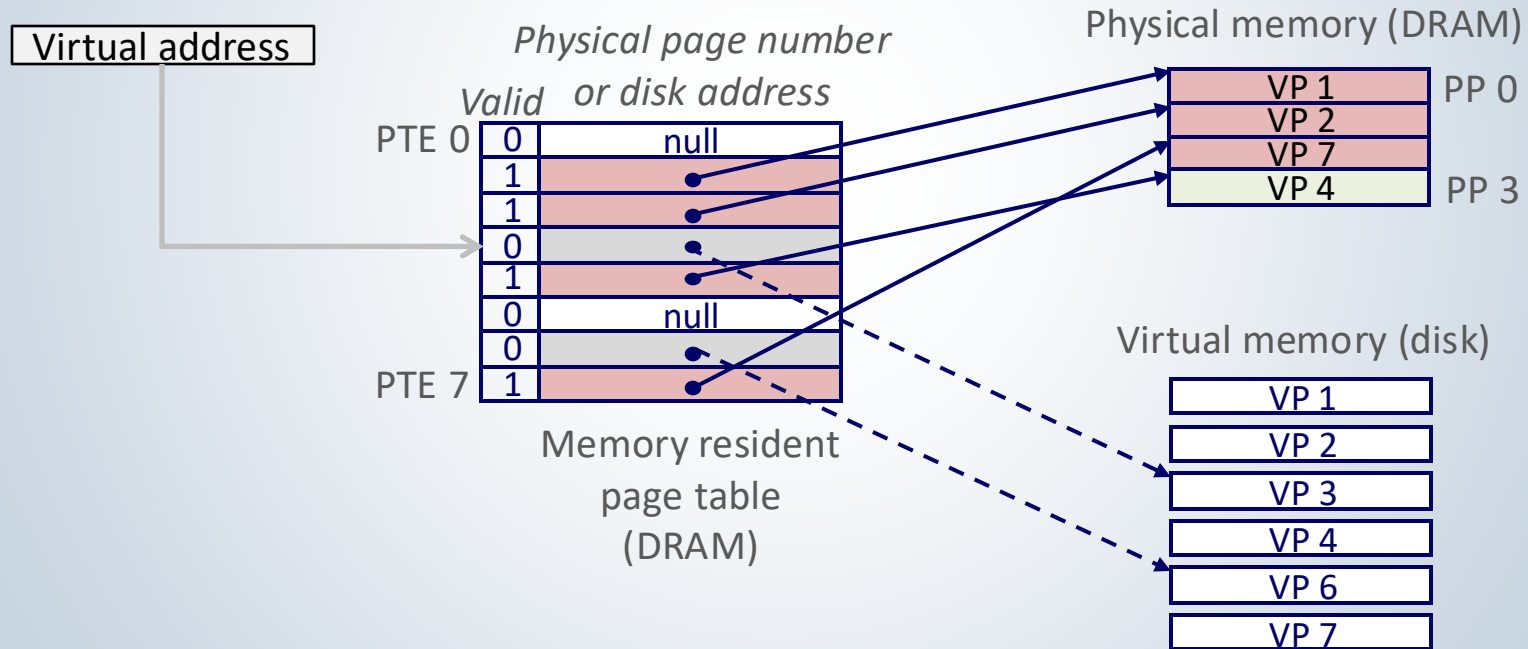 Virtual address
Physical page number
or disk address
Valid
PTE 0
0
null
1
1
0
1
0
null
0
PTE 7
1
Memory resident
page table
(DRAM)
Physical memory (DRAM)
VP 1
PP 0
VP 2
VP 7
VP 4
PP 3
Virtual memory (disk)
VP 1
VP 2
VP 3
VP 4
VP 6
VP 7